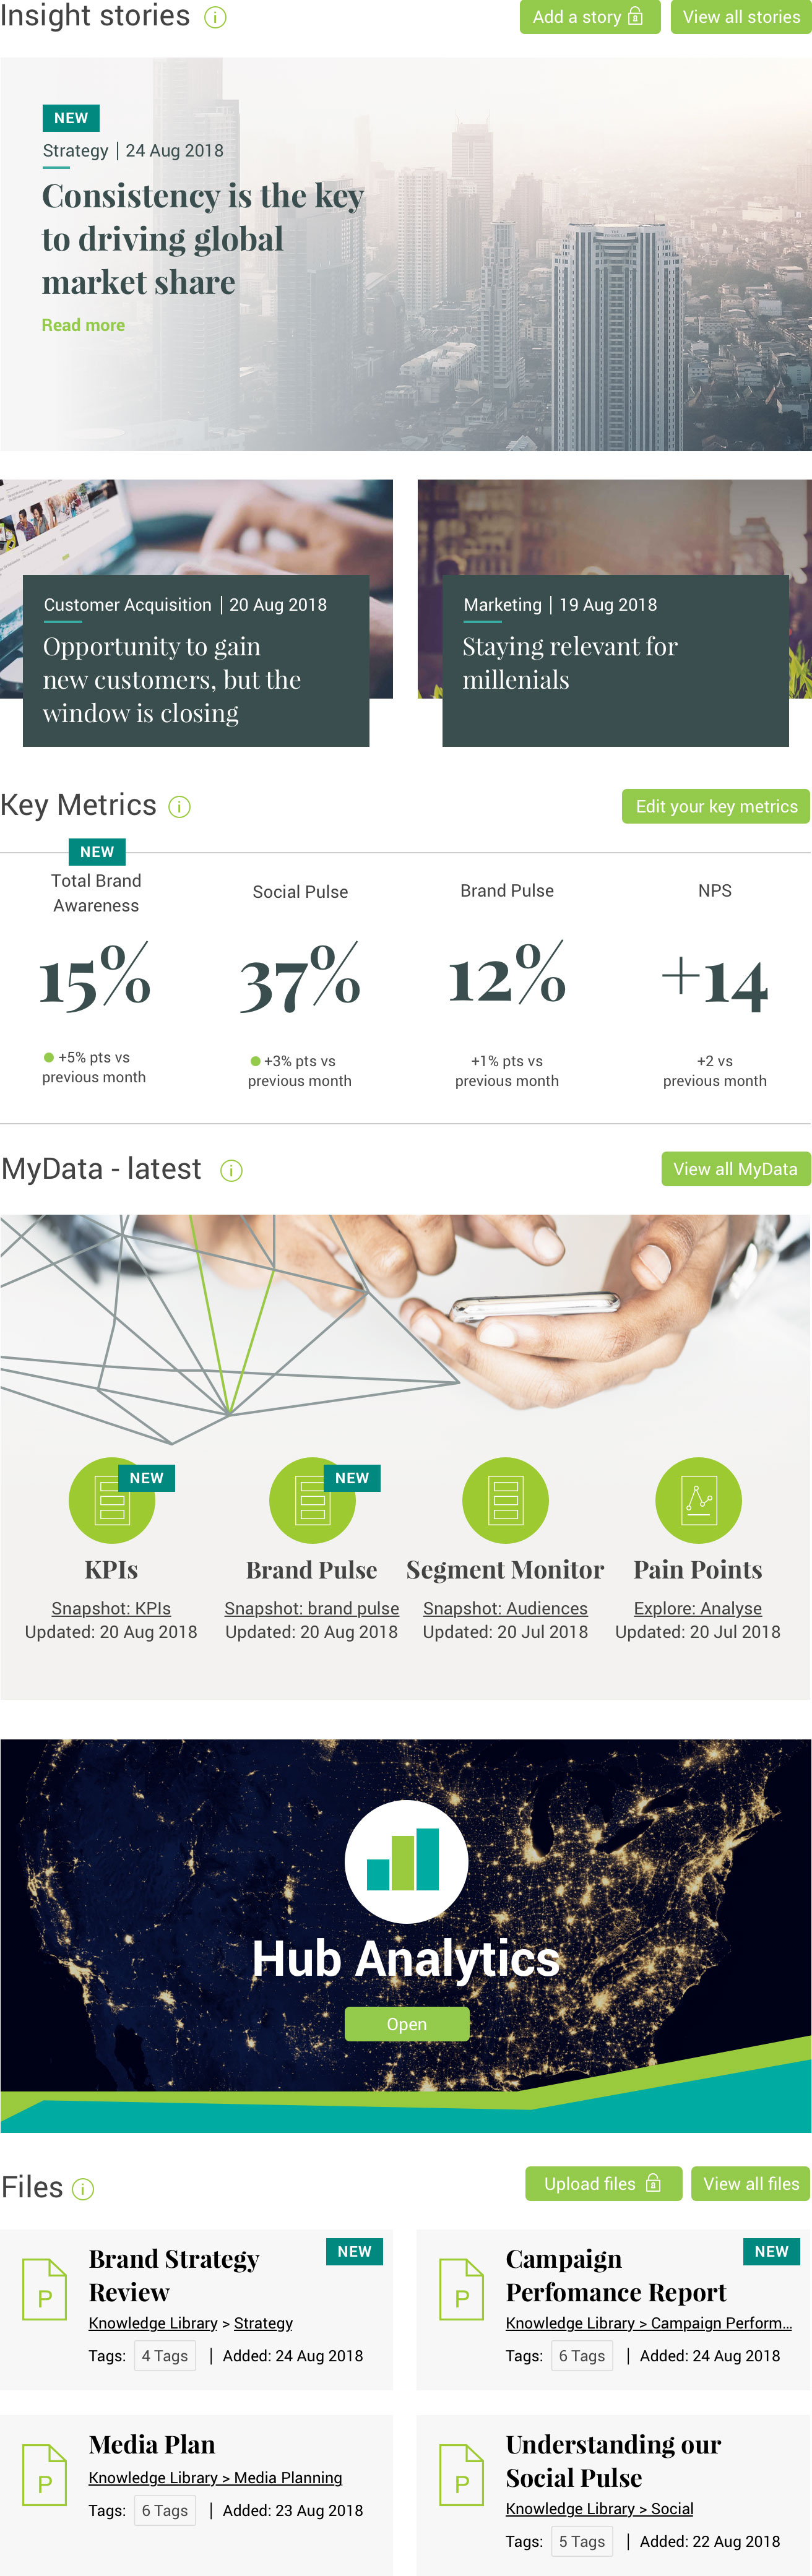 Insight stories
Add a story
View all stories
NEW
Strategy | 24 Aug 2018
Consistency is the key
to driving global
market share
Read more
Customer Acquisition | 20 Aug 2018
Opportunity to gain
new customers, but the
window is closing
Marketing | 19 Aug 2018
Staying relevant for
millenials
Key Metrics
Edit your key metrics
NEW
Total Brand
Awareness
15%
+5% pts vs
previous month
Social Pulse
37%
+3% pts vs
previous month
Brand Pulse
12%
+1% pts vs
previous month
NPS
+14
+2 vs
previous month
MyData - latest
View all MyData
NEW
KPIs
Snapshot: KPIs
Updated: 20 Aug 2018
NEW
Brand Pulse
Snapshot: brand pulse
Updated: 20 Aug 2018
Segment Monitor
Snapshot: Audiences
Updated: 20 Jul 2018
Pain Points
Explore: Analyse
Updated: 20 Jul 2018
Hub Analytics
Open
Files
Upload files
View all files
P
Brand Strategy
Review
NEW
Knowledge Library > Strategy
Tags: 4 Tags | Added: 24 Aug 2018
P
Campaign
Perfomance Report
NEW
Knowledge Library > Campaign Perform...
Tags: 6 Tags | Added: 24 Aug 2018
P
Media Plan
Knowledge Library > Media Planning
Tags: 6 Tags | Added: 23 Aug 2018
P
Understanding our
Social Pulse
Knowledge Library > Social
Tags: 5 Tags | Added: 22 Aug 2018